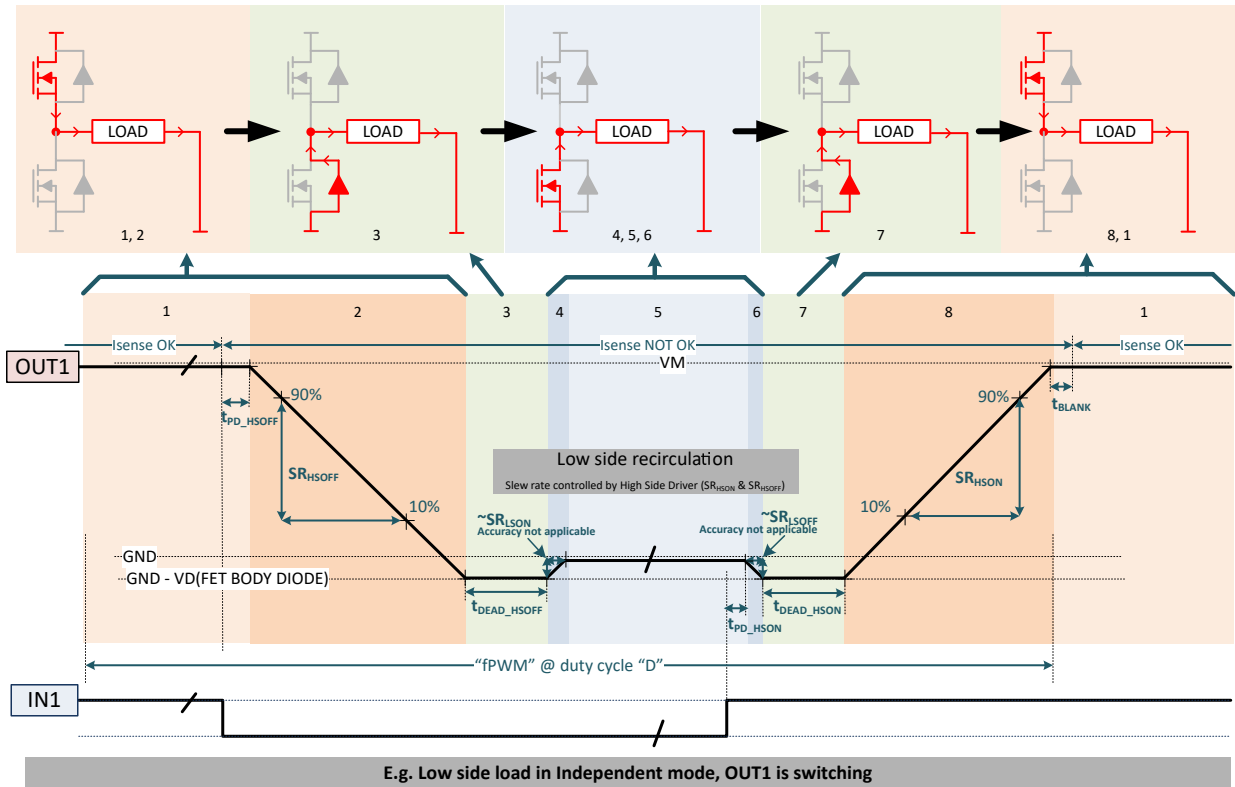 LOAD
LOAD
LOAD
LOAD
LOAD
1, 2
3
4, 5, 6
7
8, 1
1
2
3
4
5
6
7
8
1
Isense OK
Isense NOT OK
Isense OK
OUT1
VM
90%
90%
tPD_HSOFF
tBLANK
SRHSOFF
Low side recirculation
Slew rate controlled by High Side Driver (SRHSON & SRHSOFF)
SRHSON
10%
10%
~SRLSON
Accuracy not applicable
~SRLSOFF
Accuracy not applicable
GND
GND - VD(FET BODY DIODE)
tDEAD_HSOFF
tDEAD_HSON
tPD_HSON
“fPWM” @ duty cycle “D”
IN1
E.g. Low side load in Independent mode, OUT1 is switching